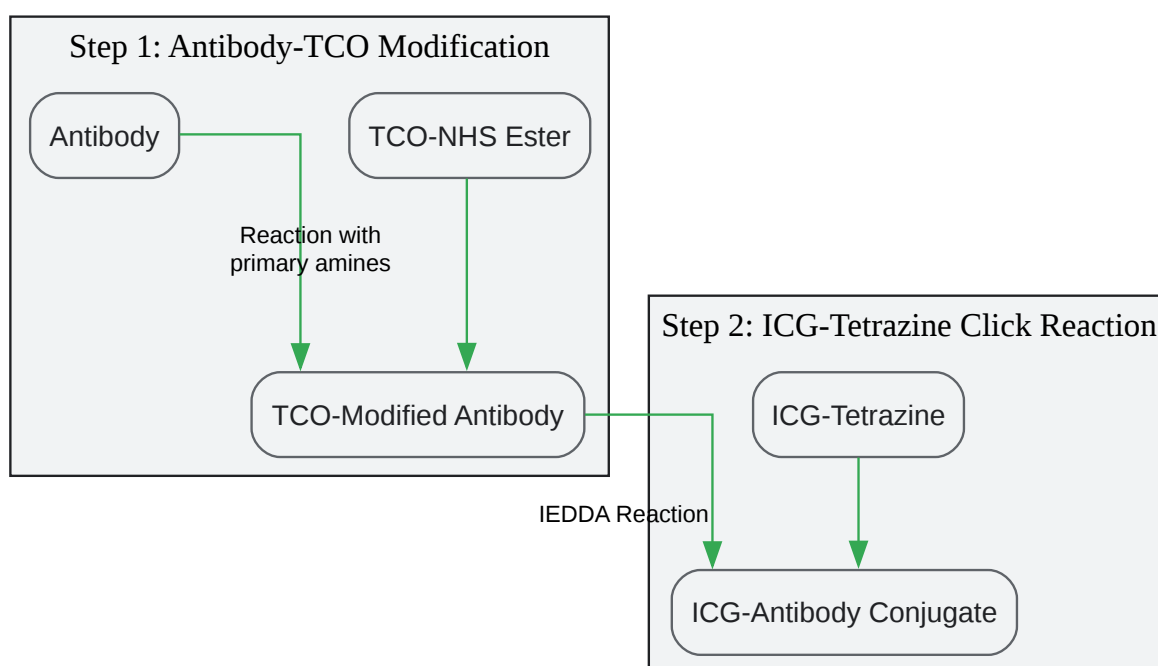 Step 1: Antibody-TCO Modification
Antibody
TCO-NHS Ester
Reaction with
primary amines
TCO-Modified Antibody
Step 2: ICG-Tetrazine Click Reaction
ICG-Tetrazine
IEDDA Reaction
ICG-Antibody Conjugate